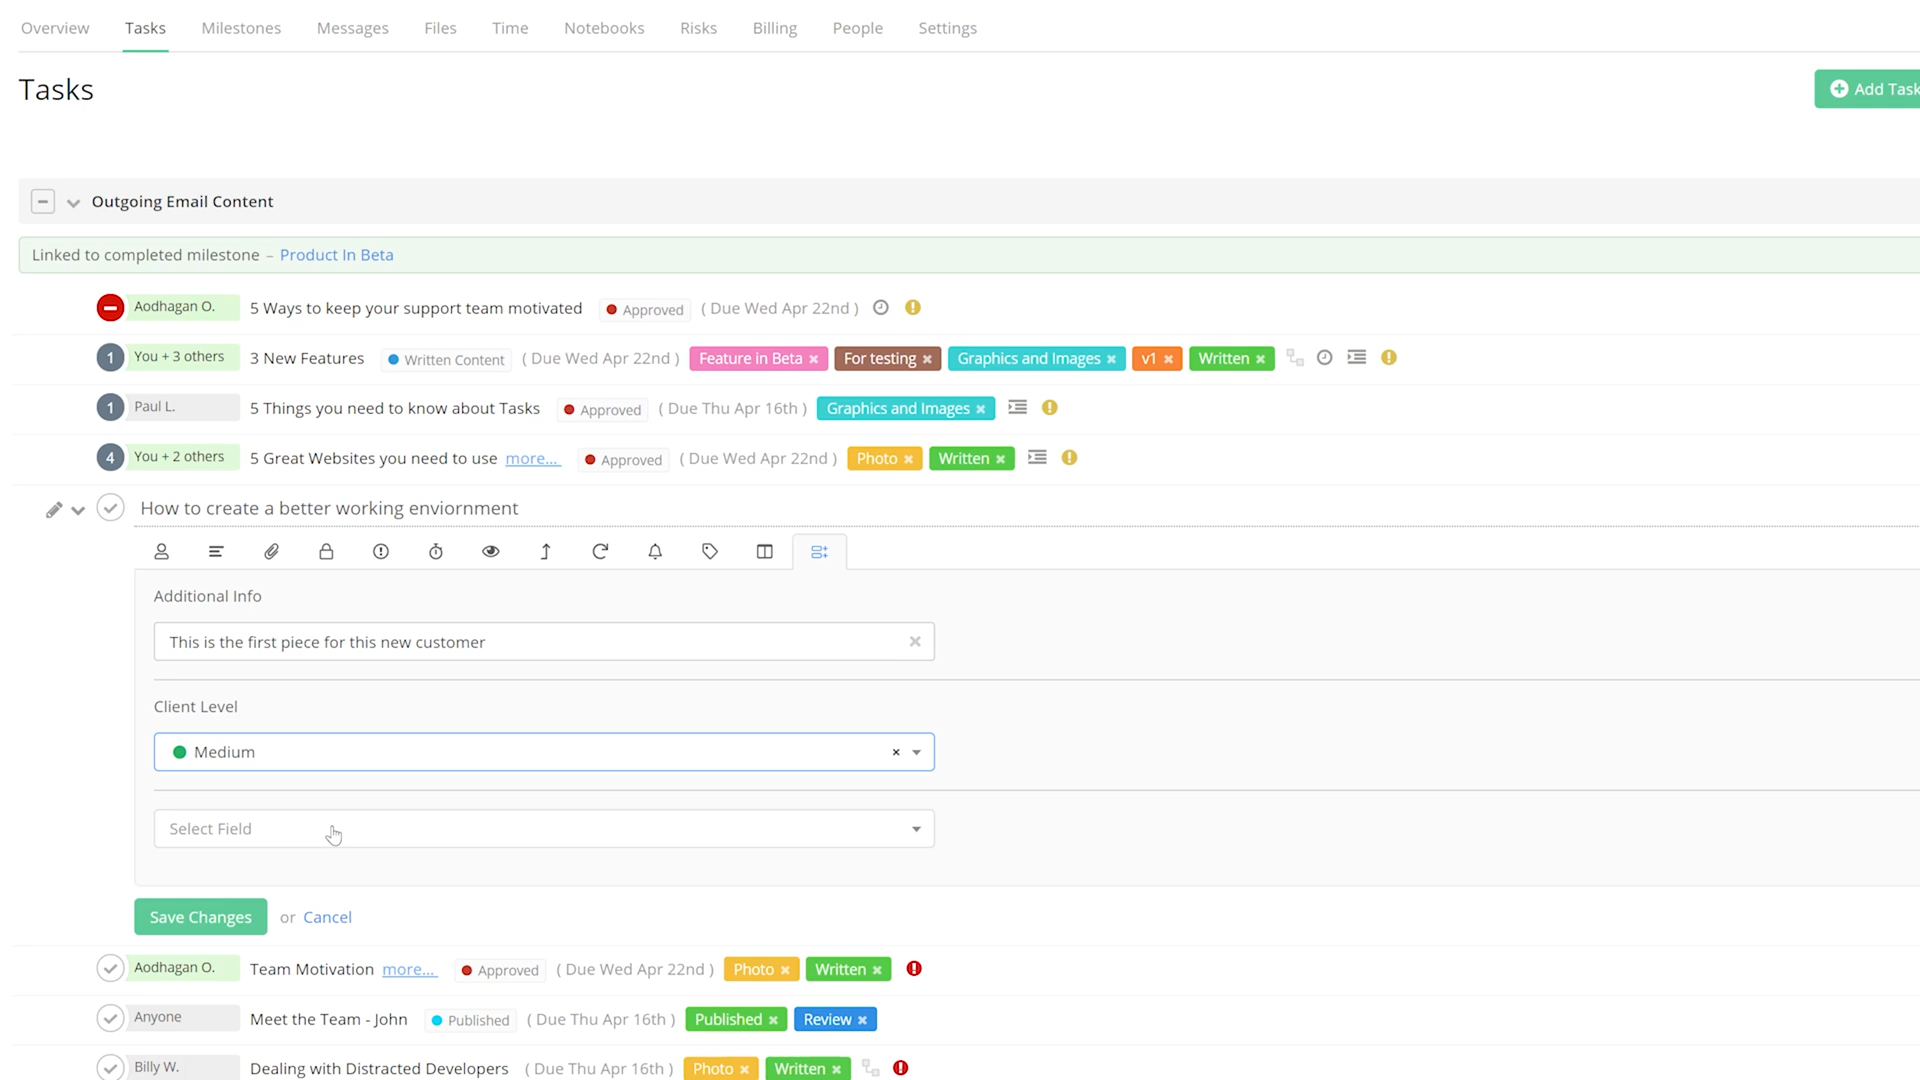 Overview Tasks Milestones Messages Files Time Notebooks Risks Billing People Settings
Tasks
Add Task
Outgoing Email Content
Linked to completed milestone – Product In Beta
Aodhagan O. 5 Ways to keep your support team motivated Approved ( Due Wed Apr 22nd )
1 You + 3 others 3 New Features Written Content ( Due Wed Apr 22nd ) Feature in Beta × For testing × Graphics and Images × v1 × Written ×
1 Paul L. 5 Things you need to know about Tasks Approved ( Due Thu Apr 16th ) Graphics and Images ×
4 You + 2 others 5 Great Websites you need to use more... Approved ( Due Wed Apr 22nd ) Photo × Written ×
How to create a better working enviornment
Additional Info
This is the first piece for this new customer ×
Client Level
Medium ×
Select Field
Save Changes or Cancel
Aodhagan O. Team Motivation more... Approved ( Due Wed Apr 22nd ) Photo × Written ×
Anyone Meet the Team - John Published ( Due Thu Apr 16th ) Published × Review ×
Billy W. Dealing with Distracted Developers ( Due Thu Apr 16th ) Photo × Written ×